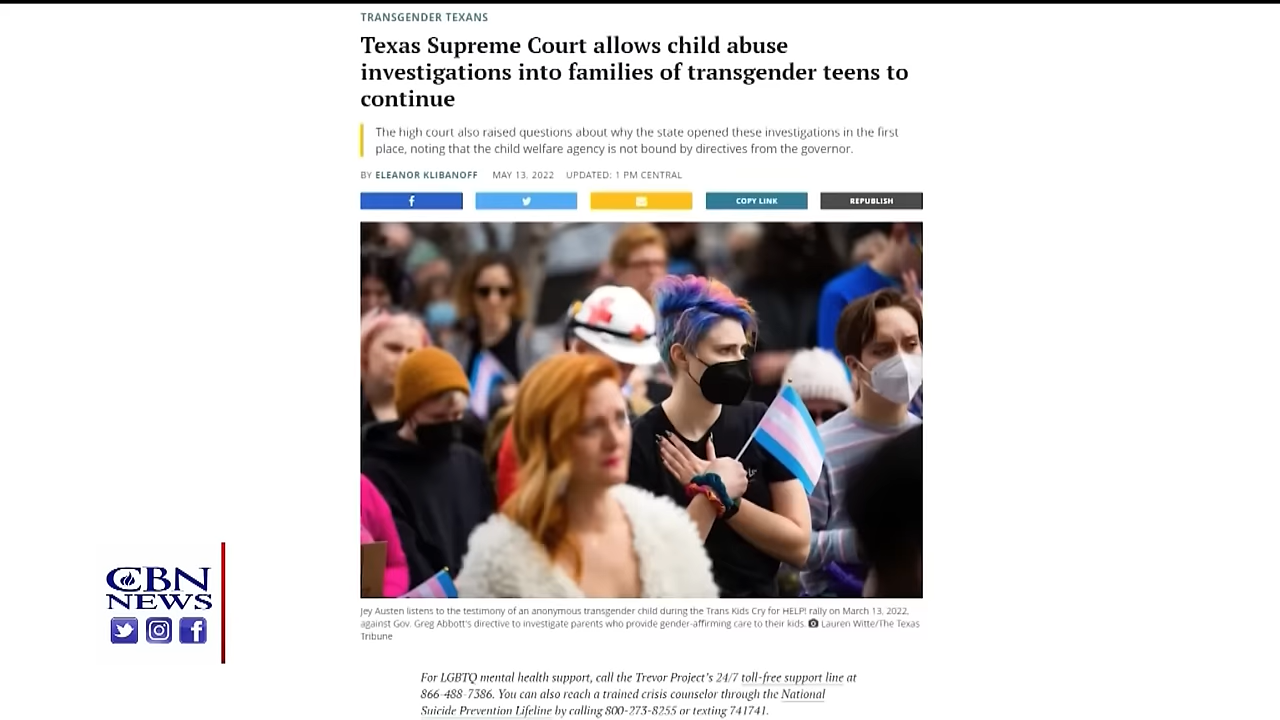 TRANSGENDER TEXANS
Texas Supreme Court allows child abuse
investigations into families of transgender teens to
continue
The high court also raised questions about why the state opened these investigations in the first
place, noting that the child welfare agency is not bound by directives from the governor.
BY ELEANOR KLIBANOFF MAY 13, 2022 UPDATED: 1 PM CENTRAL
COPY LINK
REPUBLISH
Jey Austen listens to the testimony of an anonymous transgender child during the Trans Kids Cry for HELP! rally on March 13, 2022,
against Gov. Greg Abbott's directive to investigate parents who provide gender-affirming care to their kids. Lauren Witte/The Texas
Tribune
CBN
NEWS
For LGBTQ mental health support, call the Trevor Project's 24/7 toll-free support line at
866-488-7386. You can also reach a trained crisis counselor through the National
Suicide Prevention Lifeline by calling 800-273-8255 or texting 741741.